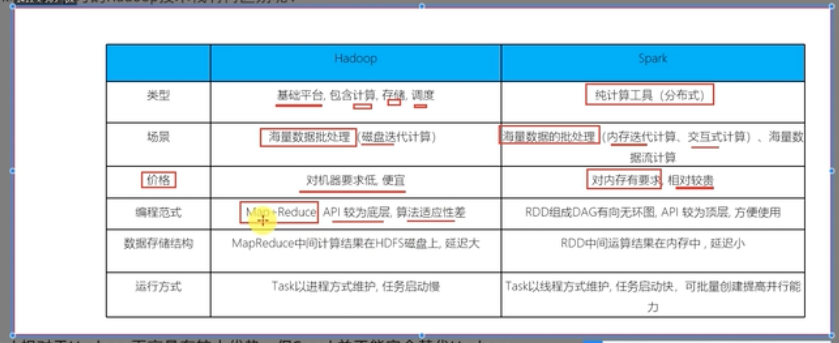 Hadoop Spark
类型 基础平台, 包含计算, 存储, 调度 纯计算工具（分布式）
场景 海量数据批处理（磁盘迭代计算） 海量数据的批处理（内存迭代计算、交互式计算）、海量数
据流计算
价格 对机器要求低, 便宜 对内存有要求, 相对较贵
编程范式 Map+Reduce, API 较为底层, 算法适应性差 RDD组成DAG有向无环图, API 较为顶层, 方便使用
数据存储结构 MapReduce中间计算结果在HDFS磁盘上, 延迟大 RDD中间运算结果在内存中 , 延迟小
运行方式 Task以进程方式维护, 任务启动慢 Task以线程方式维护, 任务启动快，可批量创建提高并行能
力